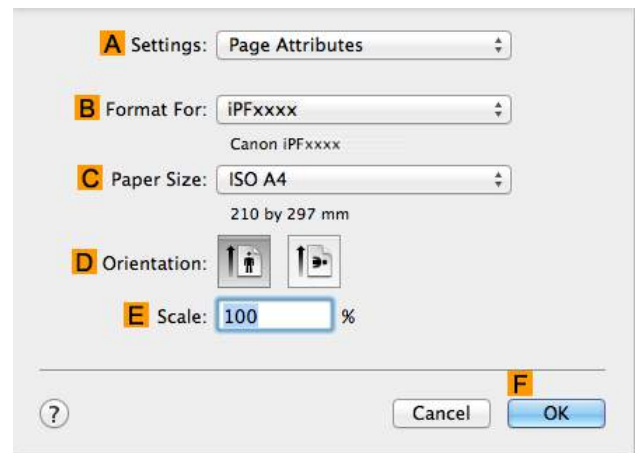 A Settings: Page Attributes
B Format For: iPFxxxx
Canon iPFxxxx
C Paper Size: ISO A4
210 by 297 mm
D Orientation:
E Scale: 100 %
F
? Cancel OK